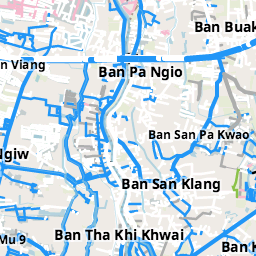 Ban Buak
n Viang
Ban Pa Ngio
Ban San Pa Kwao
Ngiw
Ban San Klang
Ban Tha Khi Khwai
Mu 9
Ban K